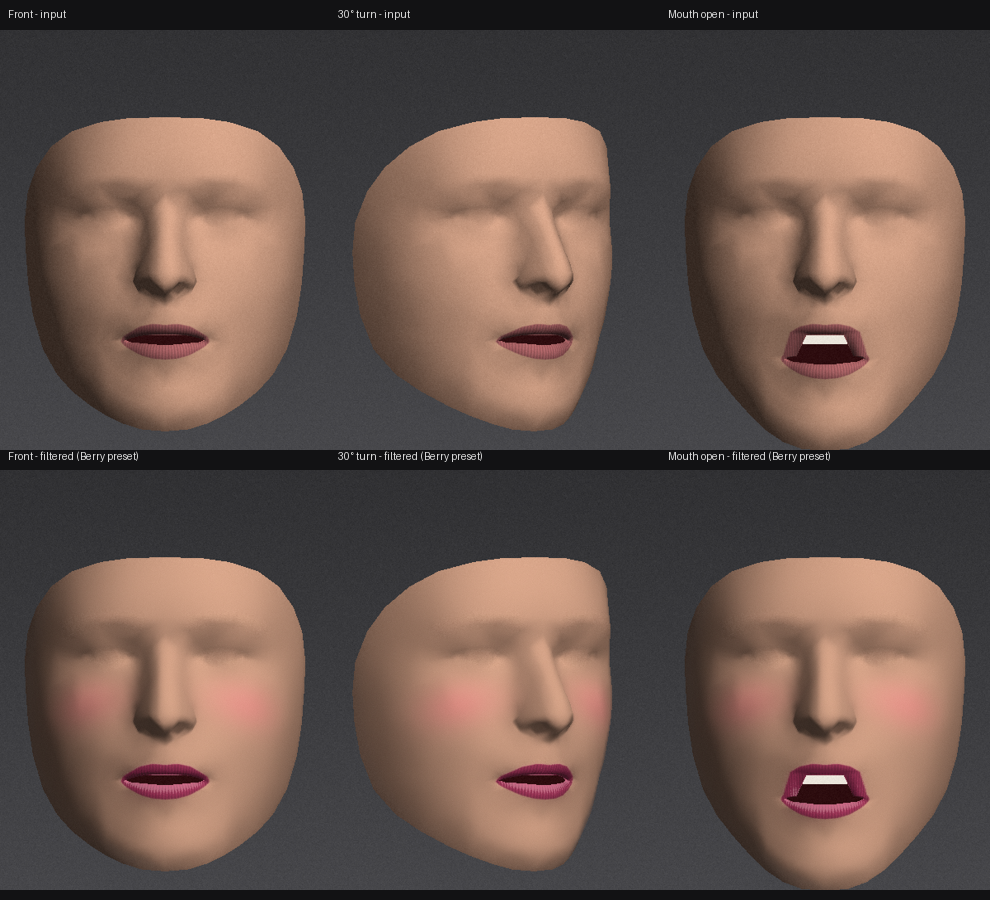 Front - input
30° turn - input
Mouth open - input
Front - filtered (Berry preset)
30° turn - filtered (Berry preset)
Mouth open - filtered (Berry preset)